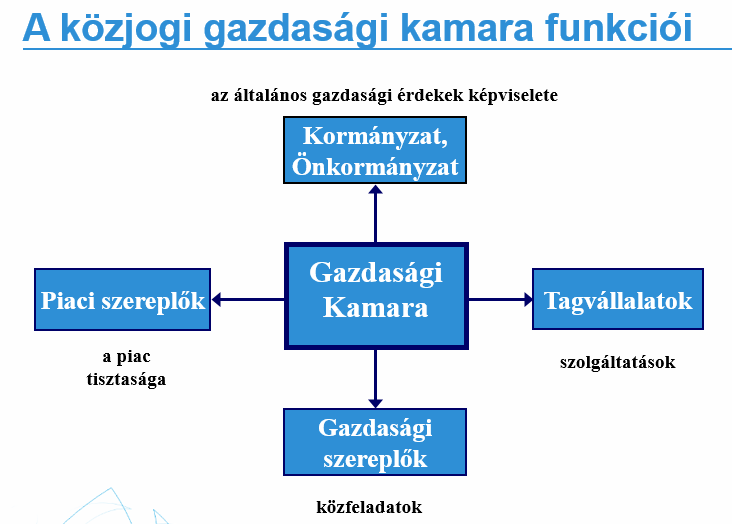 A közjogi gazdasági kamara funkciói
az általános gazdasági érdekek képviselete
Kormányzat,
Önkormányzat
Gazdasági
Kamara
Piaci szereplők
Tagvállalatok
a piac
tisztasága
szolgáltatások
Gazdasági
szereplők
közfeladatok